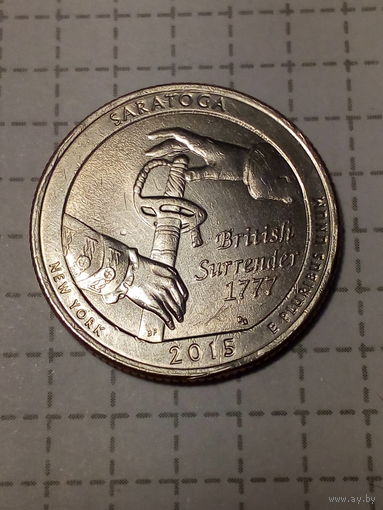 SARATOGA
British
Surrender
1777
NEW YORK
2015
E PLURIBUS UNUM
www.ay.by